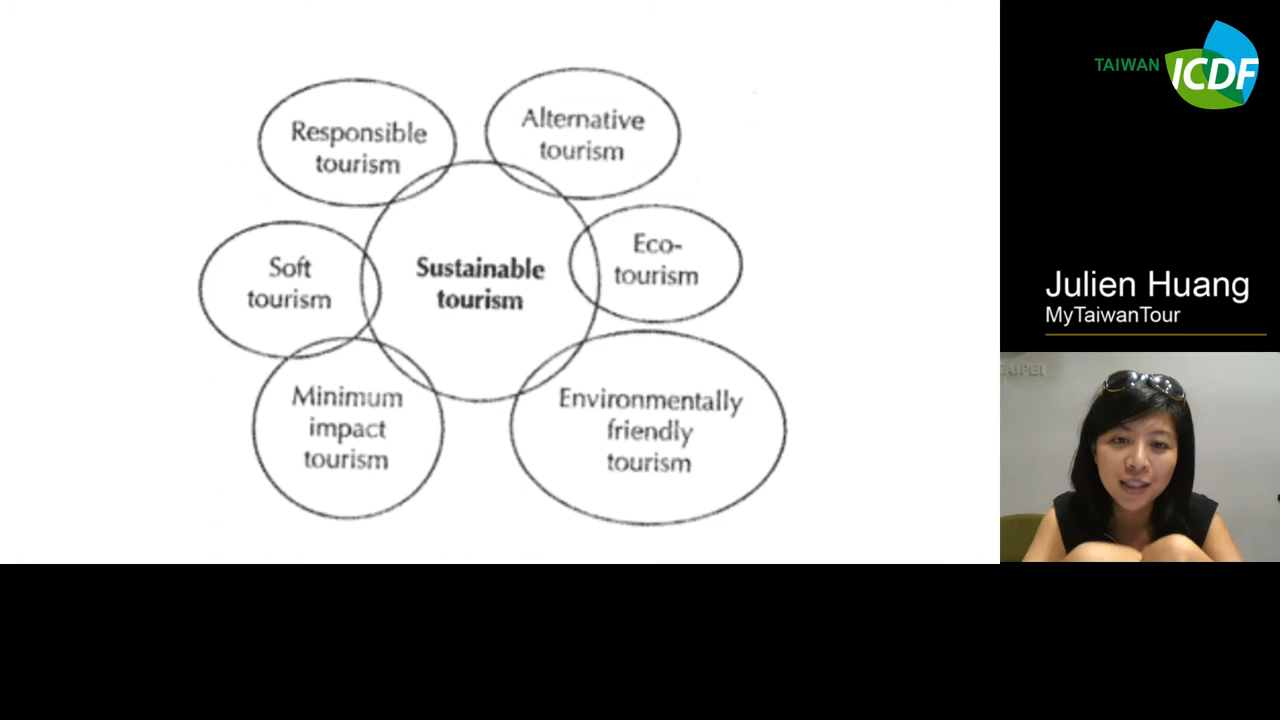 Responsible
tourism
Alternative
tourism
Soft
tourism
Sustainable
tourism
Eco-
tourism
Minimum
impact
tourism
Environmentally
friendly
tourism
TAIWAN
ICDF
Julien Huang
MyTaiwanTour
TAIPEI